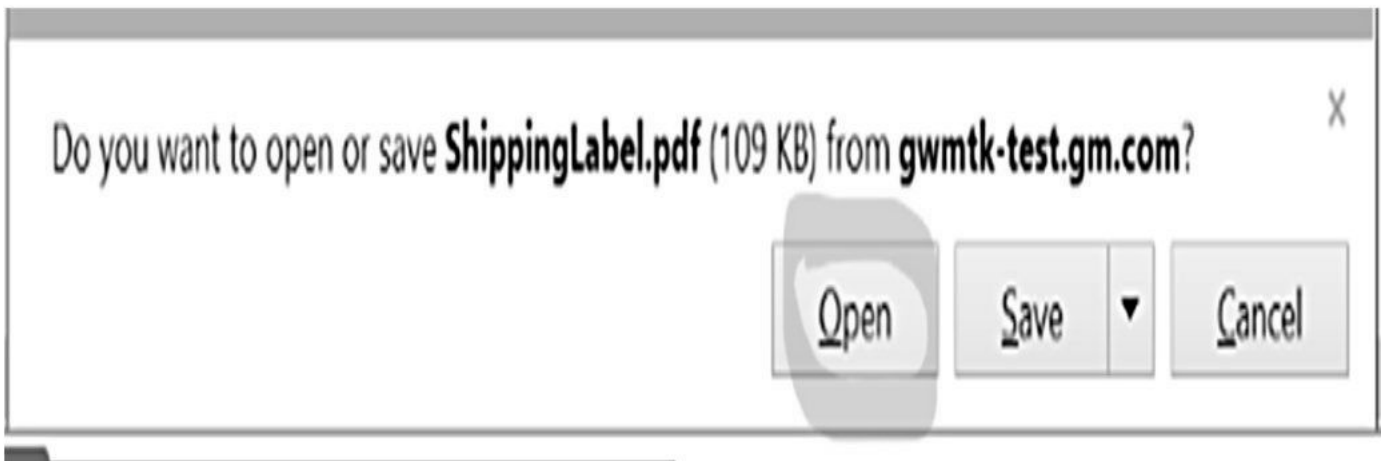 Do you want to open or save ShippingLabel.pdf (109 KB) from gwmtk-test.gm.com?
X
Open
Save
Cancel